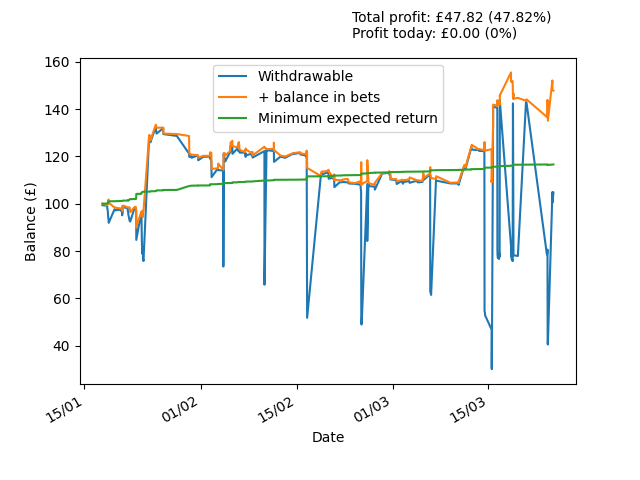 Total profit: £47.82 (47.82%)
Profit today: £0.00 (0%)
Withdrawable
+ balance in bets
Minimum expected return
160
140
120
100
80
60
40
Balance (£)
15/01
01/02
15/02
01/03
15/03
Date